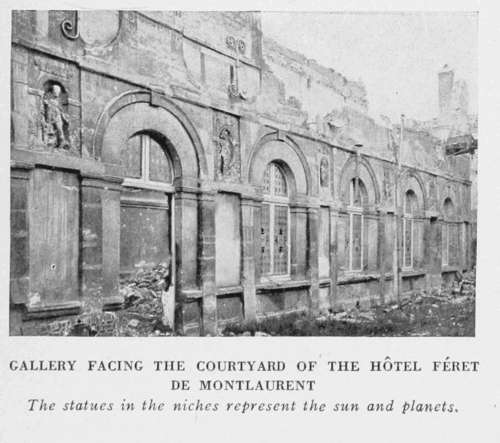 GALLERY FACING THE COURTYARD OF THE HÔTEL FÉRET
DE MONTLAURENT
The statues in the niches represent the sun and planets.